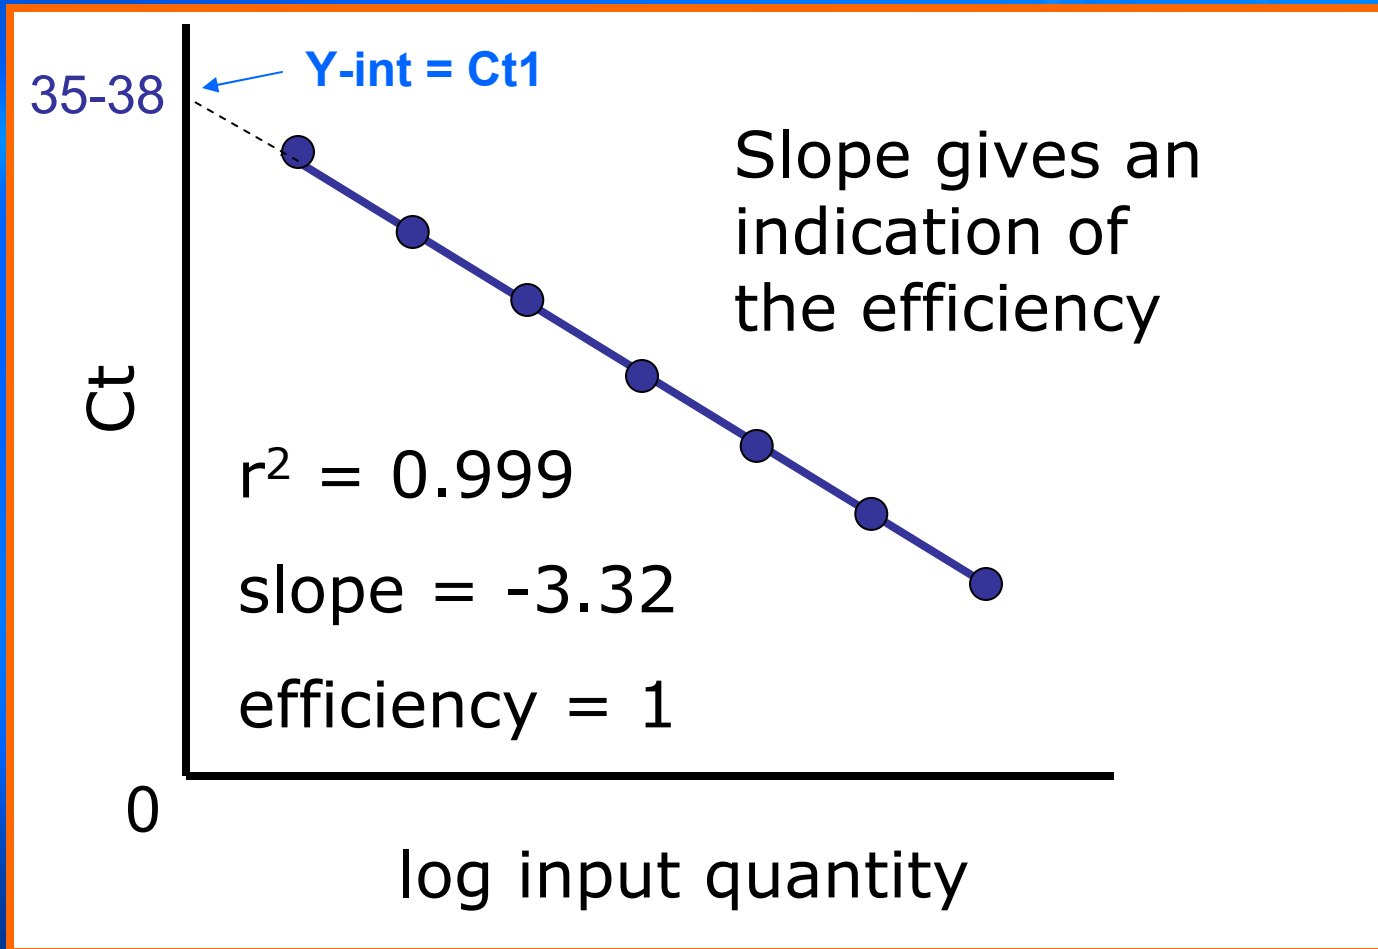 35-38
Y-int = Ct1
Slope gives an
indication of
the efficiency
Ct
r² = 0.999
slope = -3.32
efficiency = 1
0
log input quantity